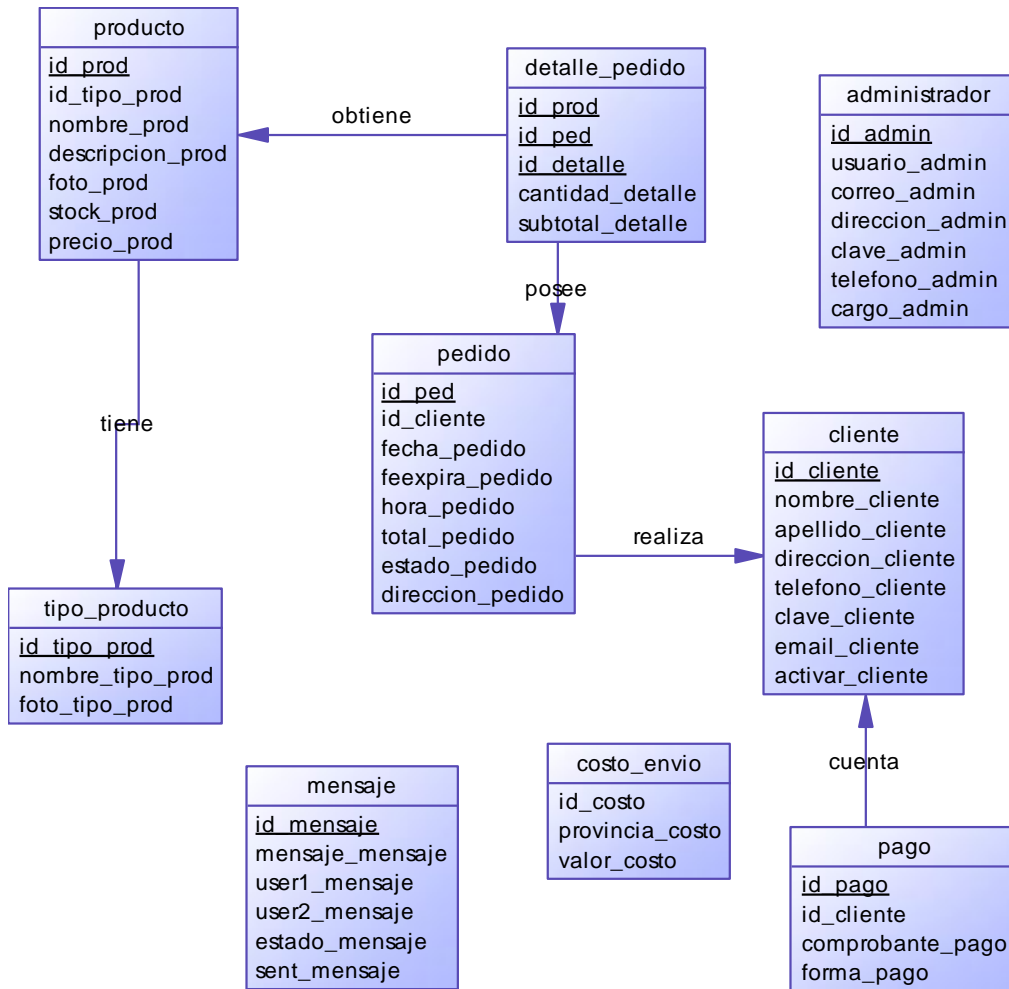 producto
id_prod
id_tipo_prod
nombre_prod
descripcion_prod
foto_prod
stock_prod
precio_prod
obtiene
detalle_pedido
id_prod
id_ped
id_detalle
cantidad_detalle
subtotal_detalle
administrador
id_admin
usuario_admin
correo_admin
direccion_admin
clave_admin
telefono_admin
cargo_admin
posee
pedido
id_ped
id_cliente
fecha_pedido
feexpira_pedido
hora_pedido
total_pedido
estado_pedido
direccion_pedido
tiene
realiza
cliente
id_cliente
nombre_cliente
apellido_cliente
direccion_cliente
telefono_cliente
clave_cliente
email_cliente
activar_cliente
tipo_producto
id_tipo_prod
nombre_tipo_prod
foto_tipo_prod
mensaje
id_mensaje
mensaje_mensaje
user1_mensaje
user2_mensaje
estado_mensaje
sent_mensaje
costo_envio
id_costo
provincia_costo
valor_costo
cuenta
pago
id_pago
id_cliente
comprobante_pago
forma_pago